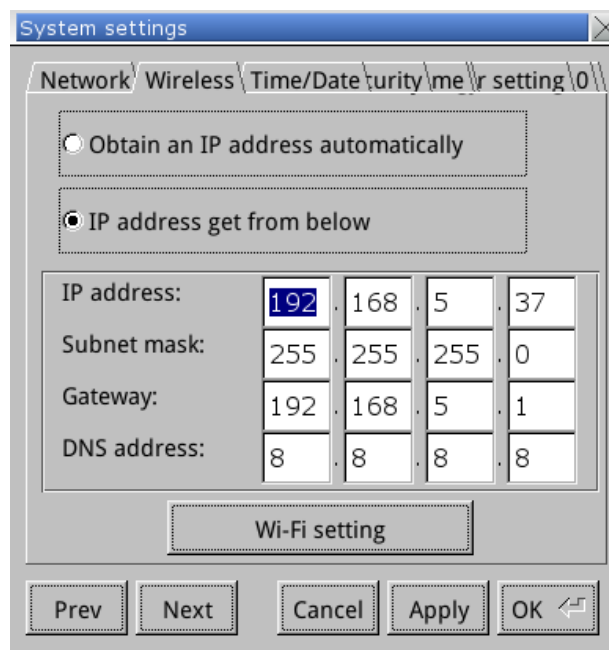 System settings
Network Wireless Time/Date curity me r setting 0
Obtain an IP address automatically
IP address get from below
IP address: 192 . 168 . 5 . 37
Subnet mask: 255 . 255 . 255 . 0
Gateway: 192 . 168 . 5 . 1
DNS address: 8 . 8 . 8 . 8
Wi-Fi setting
Prev Next Cancel Apply OK